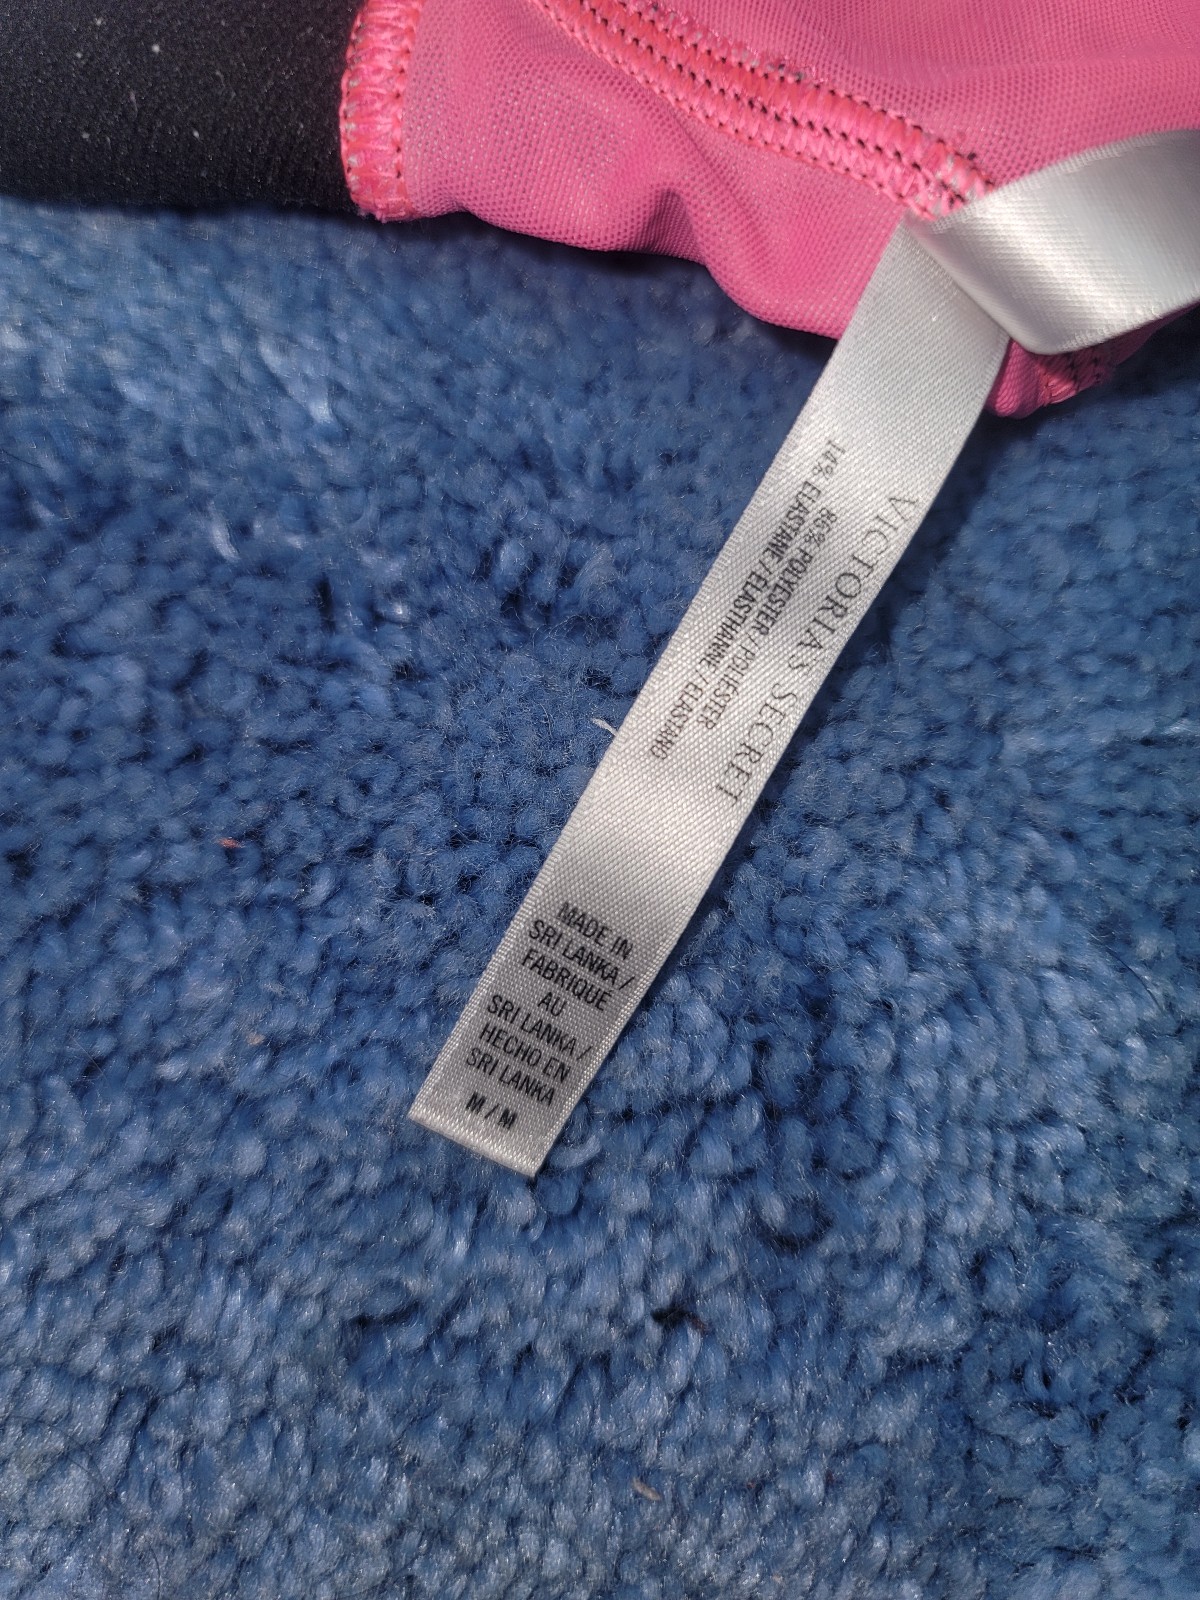 VICTORIA'S SECRET
86% POLYESTER / POLIESTER
14% ELASTANE / ELASTHANNE / ELASTANO
MADE IN
SRI LANKA /
FABRIQUE
AU
SRI LANKA /
HECHO EN
SRI LANKA
M / M